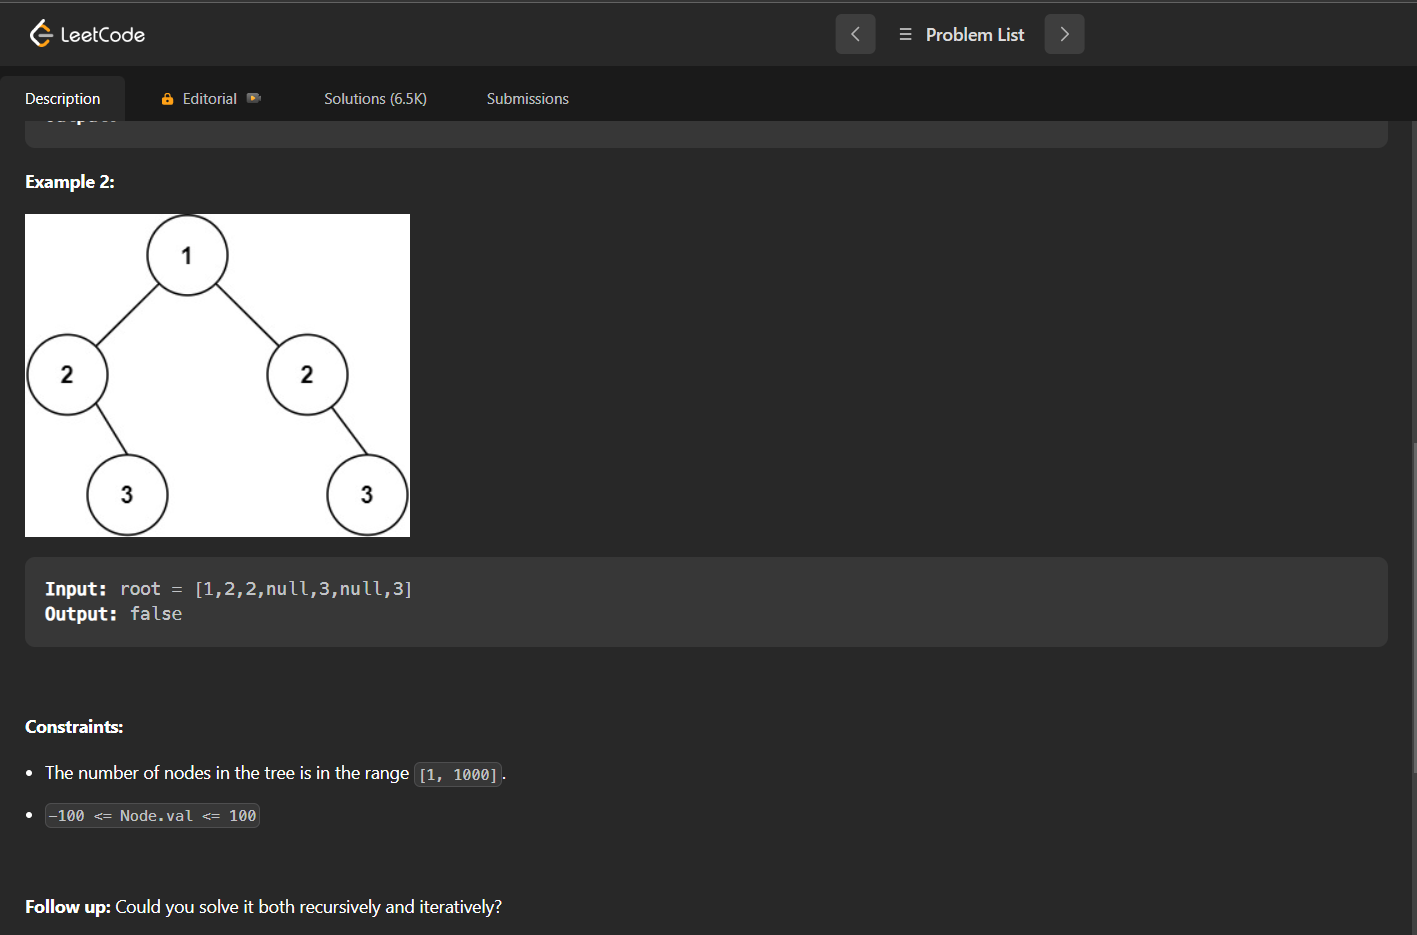 LeetCode
Problem List
Description
Editorial
Solutions (6.5K)
Submissions
Example 2:
1
2 2
3 3
Input: root = [1,2,2,null,3,null,3]
Output: false
Constraints:
• The number of nodes in the tree is in the range [1, 1000].
• -100 <= Node.val <= 100
Follow up: Could you solve it both recursively and iteratively?